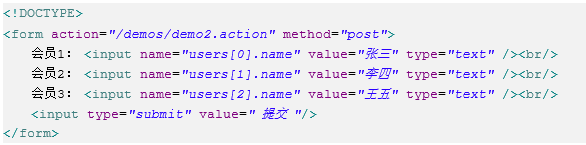 <!DOCTYPE>
<form action="/demos/demo2.action" method="post">
会员1: <input name="users[0].name" value="张三" type="text" /><br/>
会员2: <input name="users[1].name" value="李四" type="text" /><br/>
会员3: <input name="users[2].name" value="王五" type="text" /><br/>
<input type="submit" value=" 提交 "/>
</form>